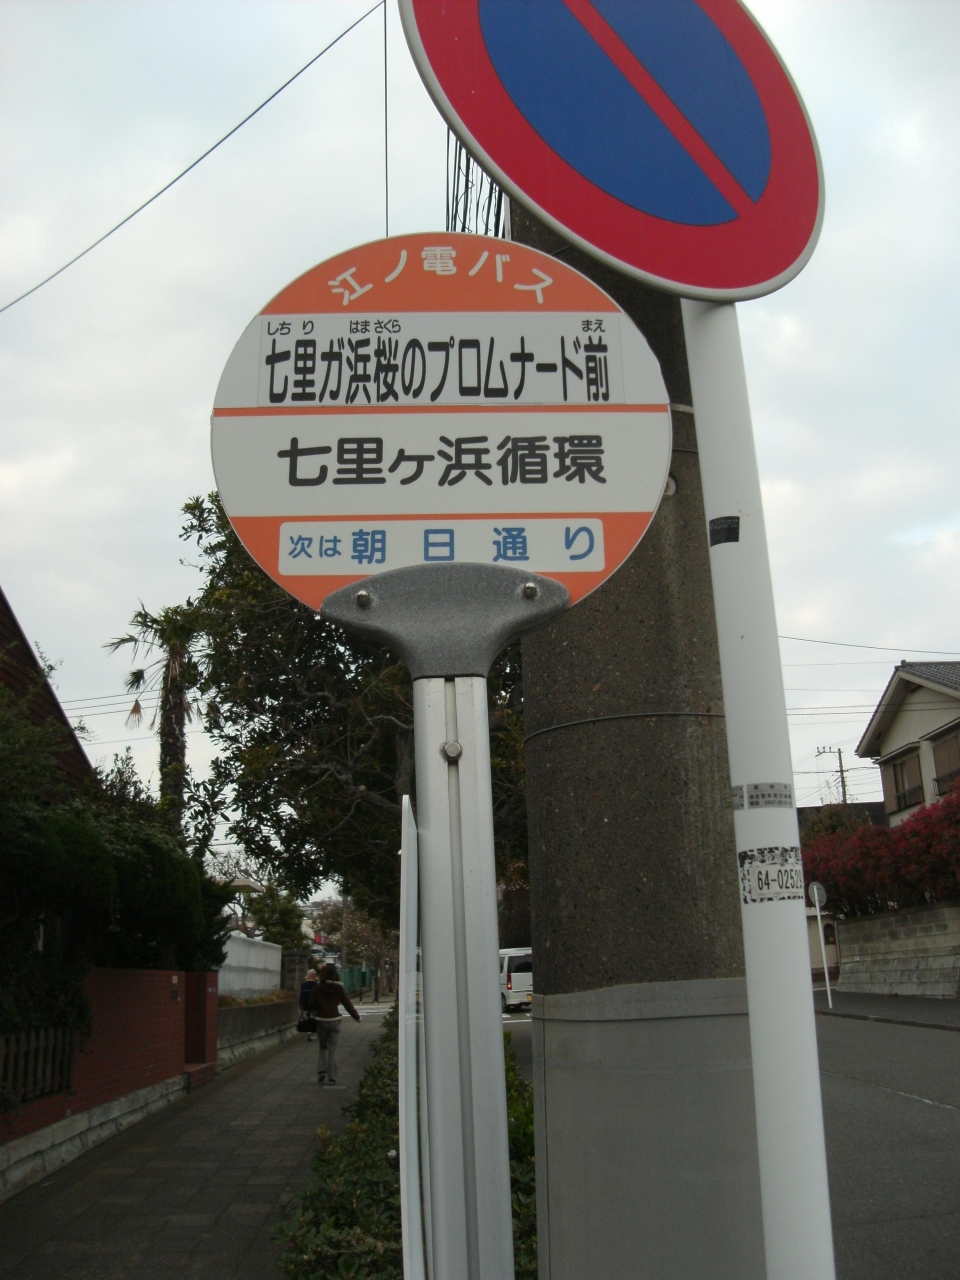 江ノ電バス
しちり はまさくら まえ
七里ガ浜桜のプロムナード前
七里ヶ浜循環
次は朝日通り
64-02529